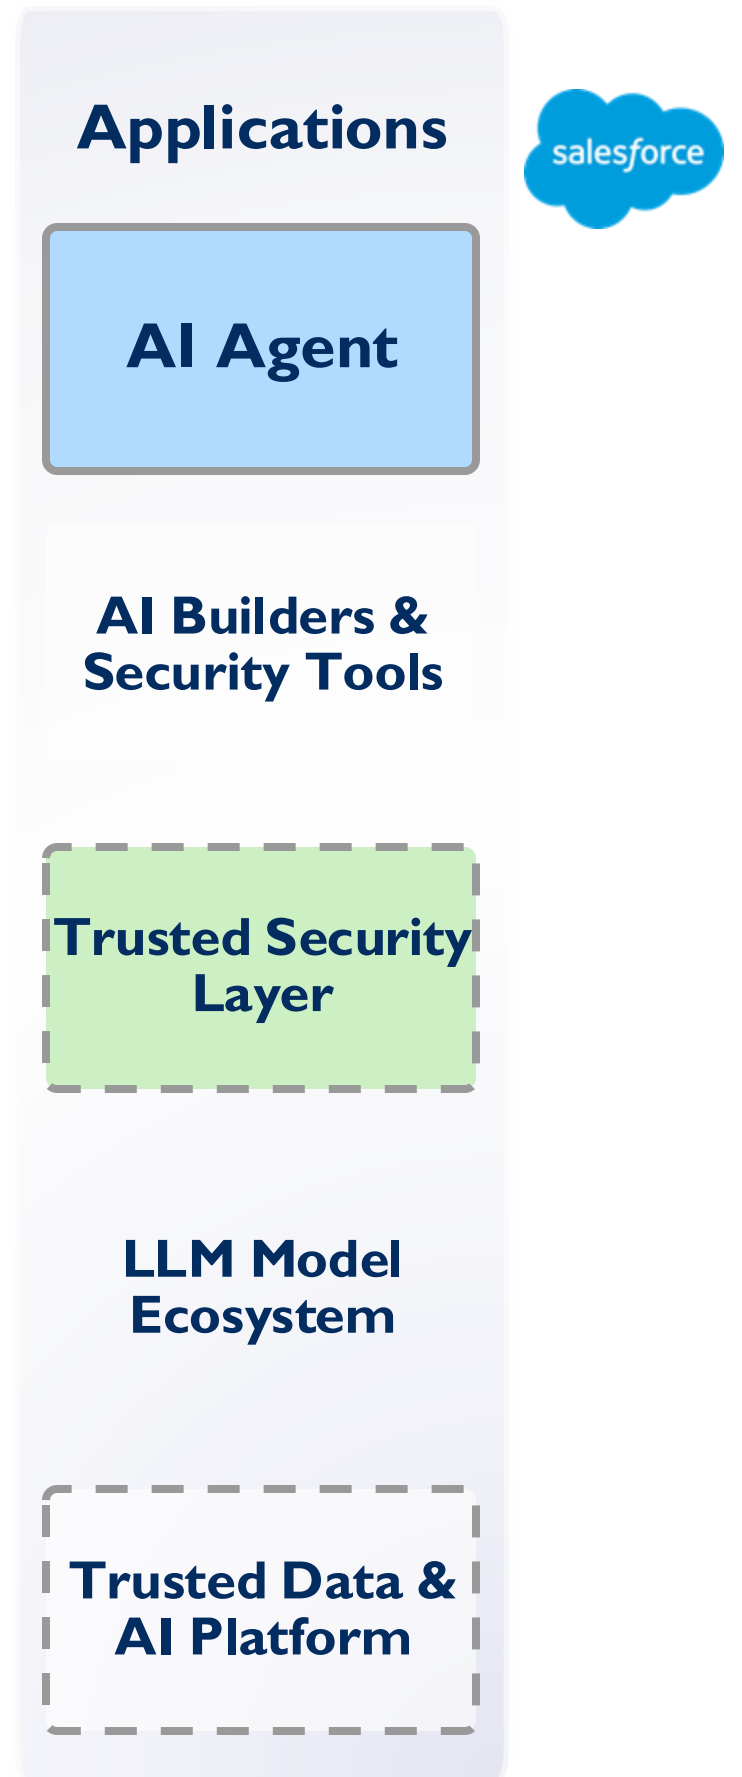 Applications
salesforce
AI Agent
AI Builders &
Security Tools
Trusted Security
Layer
LLM Model
Ecosystem
Trusted Data &
AI Platform